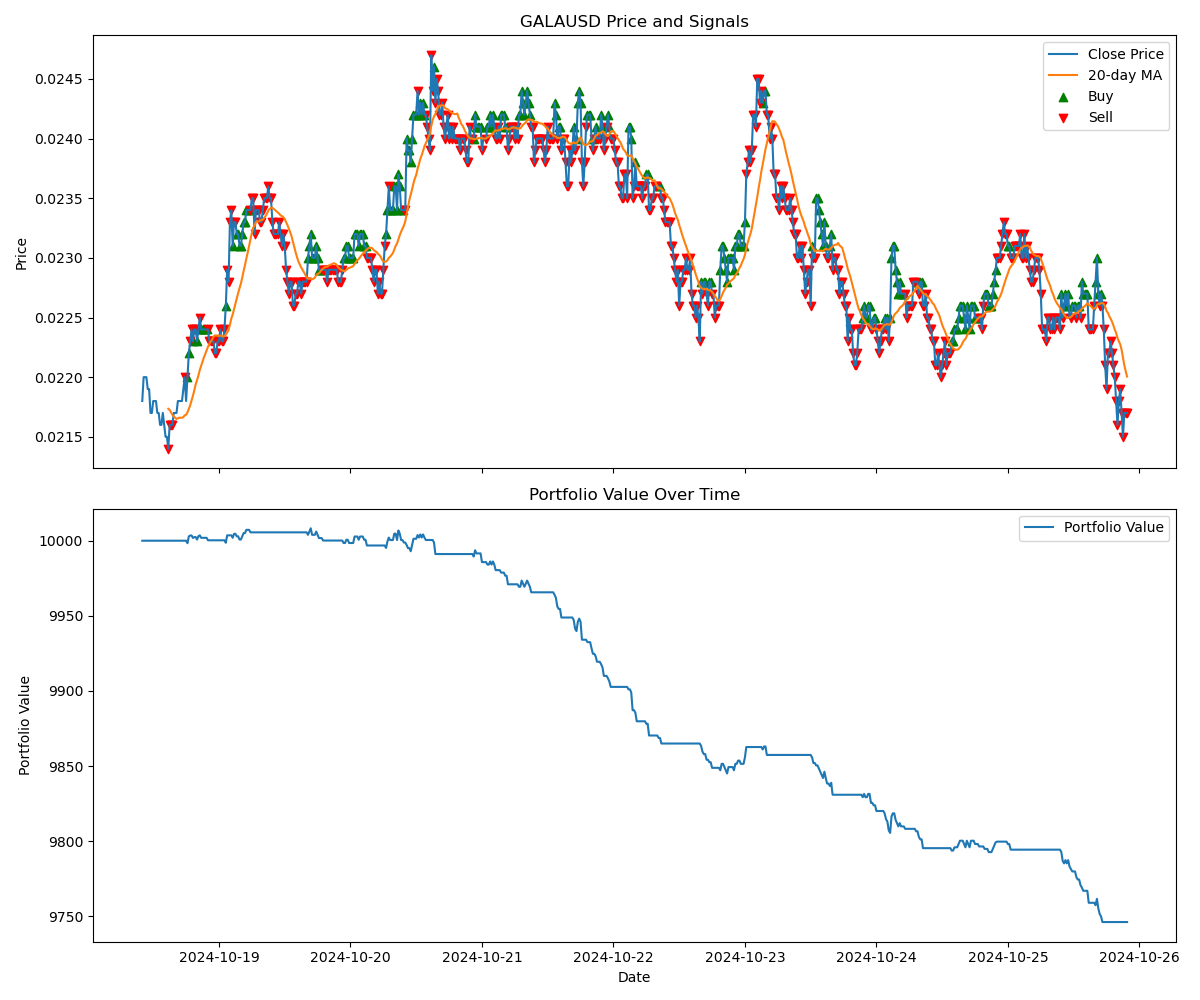 GALAUSD Price and Signals
Price
0.0245
0.0240
0.0235
0.0230
0.0225
0.0220
0.0215
Close Price
20-day MA
Buy
Sell
Portfolio Value Over Time
Portfolio Value
10000
9950
9900
9850
9800
9750
Portfolio Value
2024-10-19
2024-10-20
2024-10-21
2024-10-22
2024-10-23
2024-10-24
2024-10-25
2024-10-26
Date